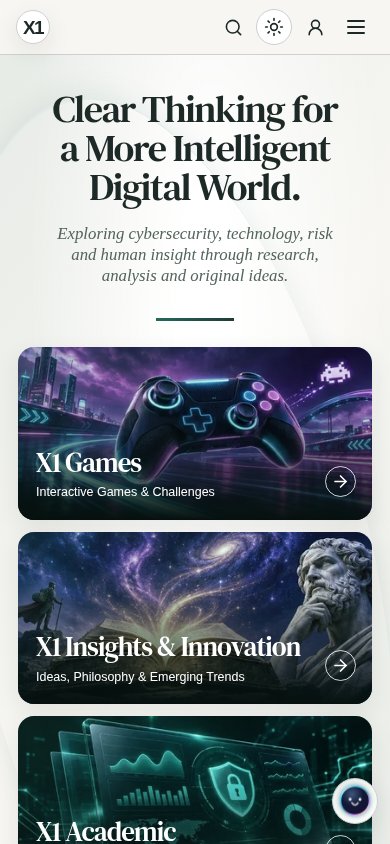 X1
Clear Thinking for
a More Intelligent
Digital World.
Exploring cybersecurity, technology, risk
and human insight through research,
analysis and original ideas.
X1 Games
Interactive Games & Challenges
X1 Insights & Innovation
Ideas, Philosophy & Emerging Trends
X1 Academic